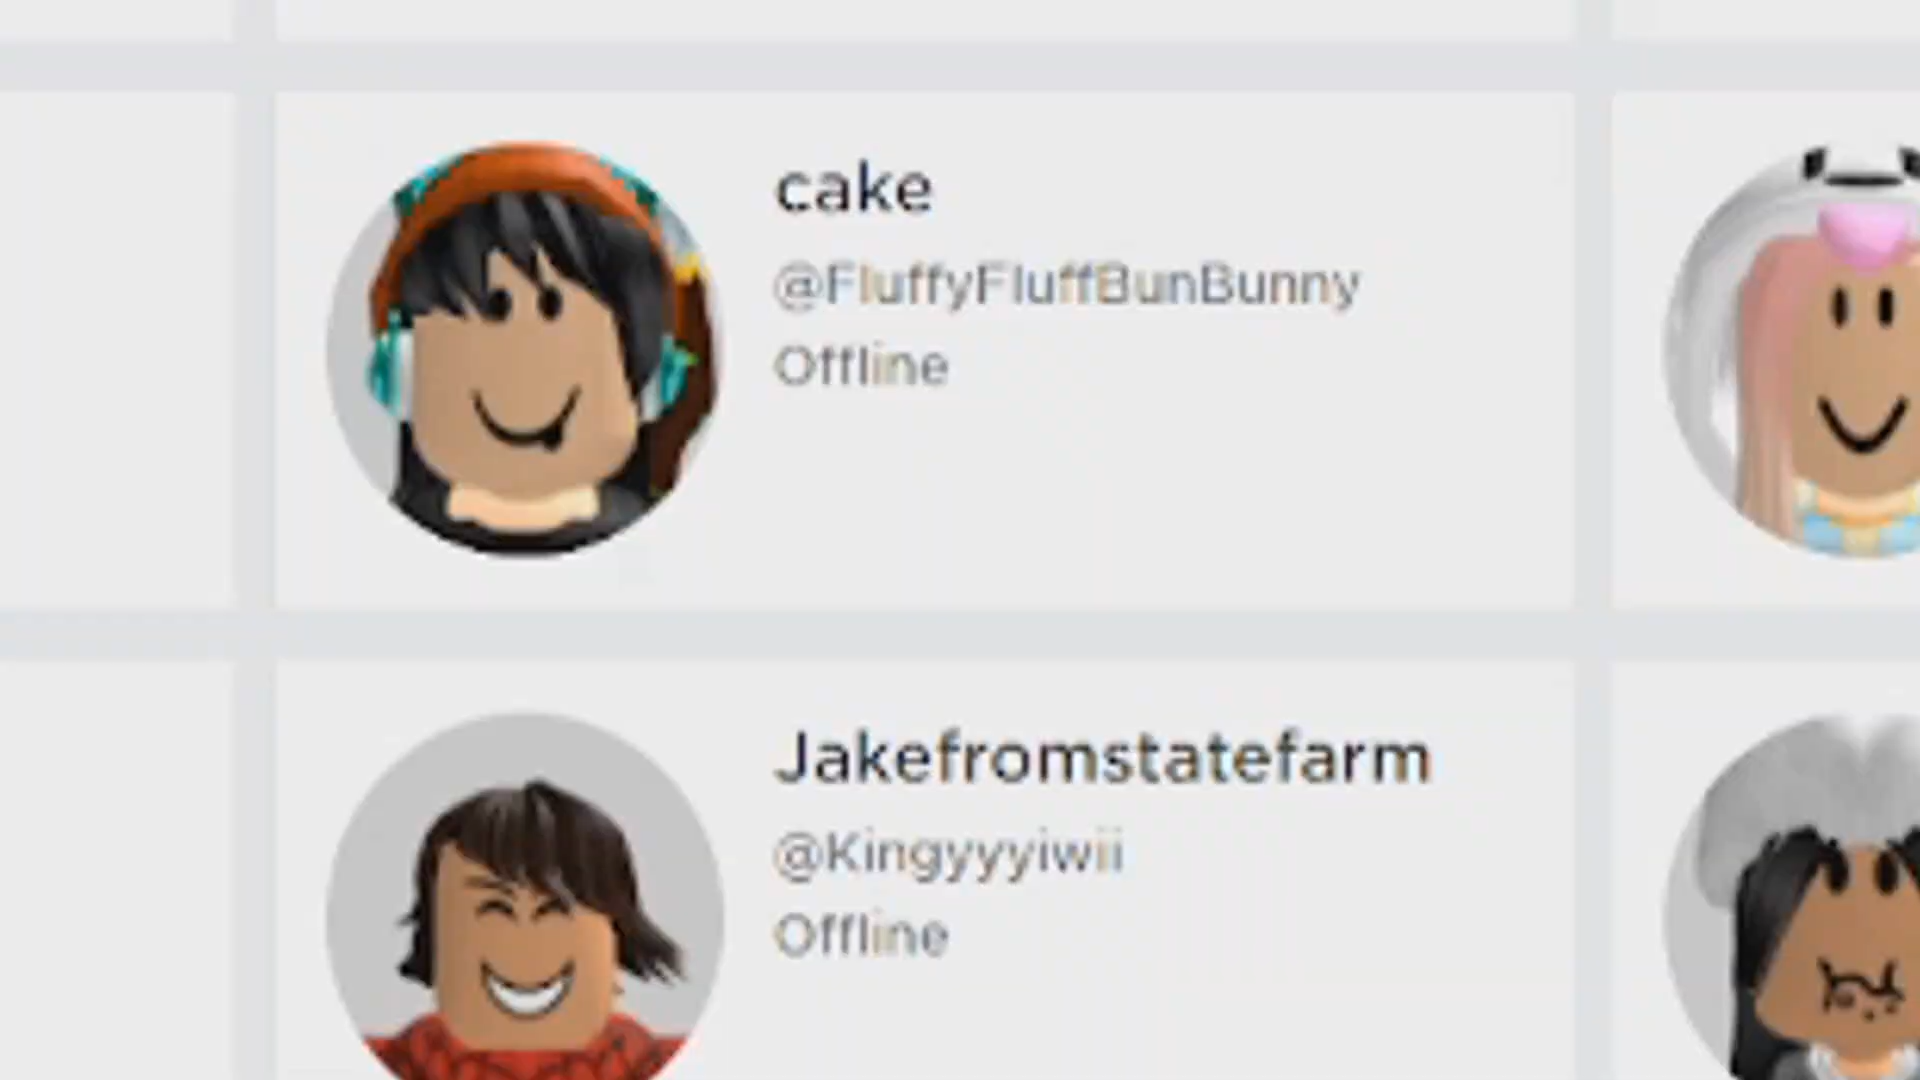 cake
@FluffyFluffBunBunny
Offline
Jakefromstatefarm
@Kingyyyiwii
Offline